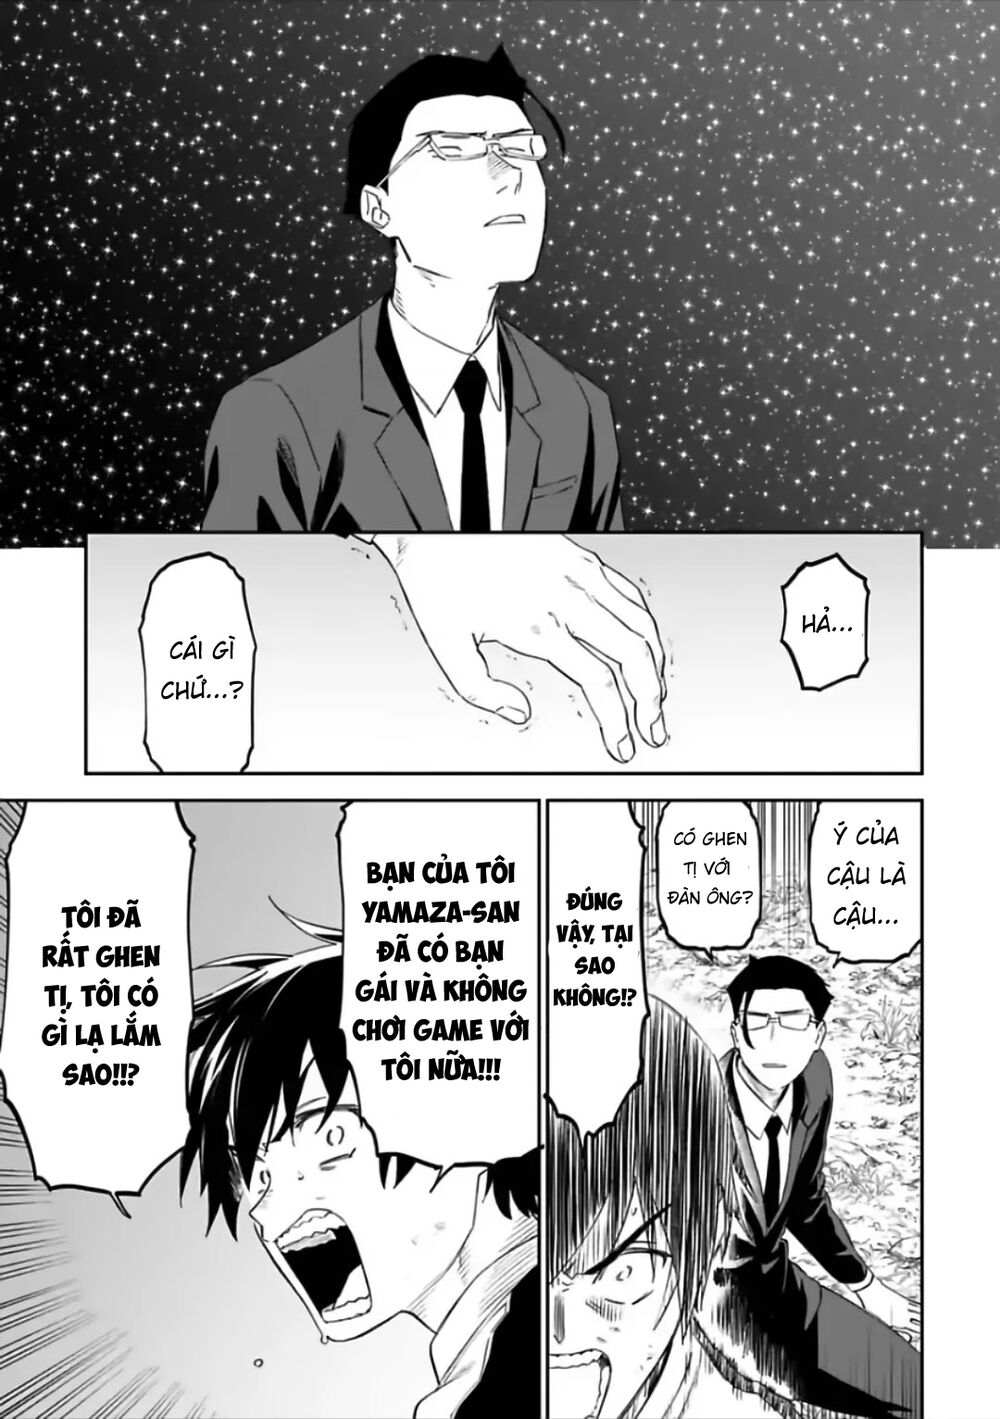 HẢ...
CÁI GÌ
CHỨ...?
Ý CỦA
CẬU LÀ
CẬU...
CÓ GHEN
TỊ VỚI
ĐÀN ÔNG?
ĐÚNG
VẬY, TẠI
SAO
KHÔNG!?
BẠN CỦA TÔI
YAMAZA-SAN
ĐÃ CÓ BẠN
GÁI VÀ KHÔNG
CHƠI GAME VỚI
TÔI NỮA!!!
TÔI ĐÃ
RẤT GHEN
TỊ, TÔI CÓ
GÌ LẠ LẮM
SAO!!!?